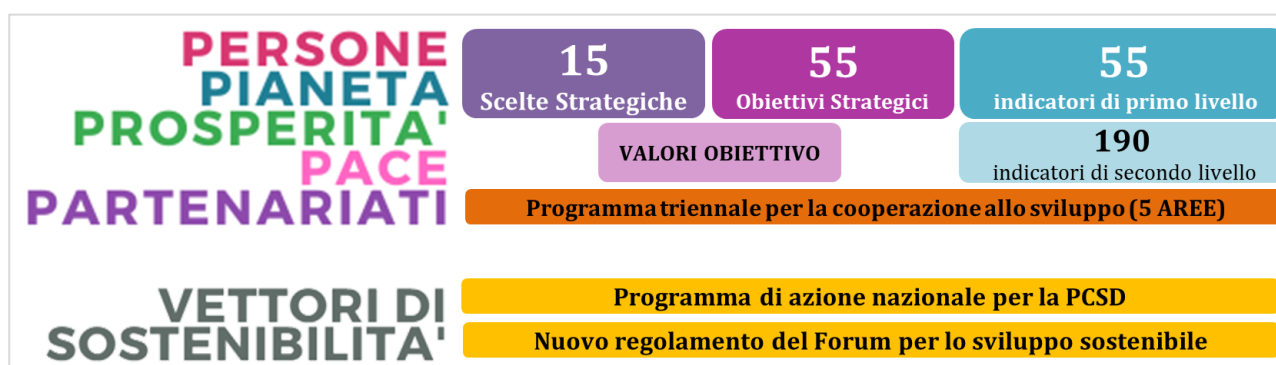 PERSONE
PIANETA
PROSPERITA'
PACE
PARTENARIATI
15
Scelte Strategiche
55
Obiettivi Strategici
55
indicatori di primo livello
VALORI OBIETTIVO
190
indicatori di secondo livello
Programma triennale per la cooperazione allo sviluppo (5 AREE)
VETTORI DI
SOSTENIBILITA'
Programma di azione nazionale per la PCSD
Nuovo regolamento del Forum per lo sviluppo sostenibile